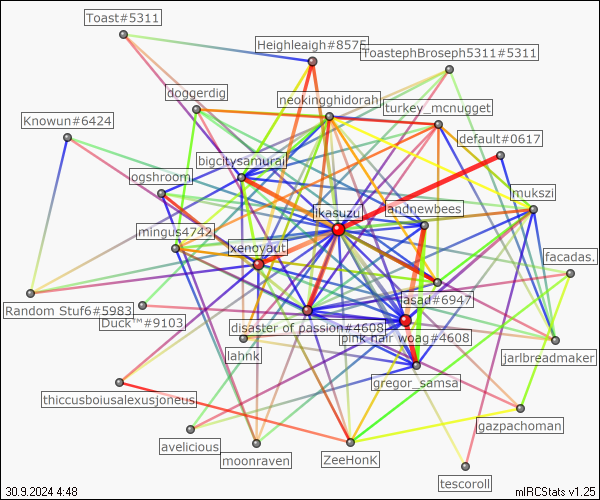 Toast#5311
Heighleaigh#8575
ToastephBroseph5311#5311
doggerdig
neokingghidorah
turkey_mcnugget
Knowun#6424
default#0617
bigcitysamurai
ogshroom
mukszi
ikasuzu
andnewbees
mingus4742
xenoyaut
facadas.
asad#6947
Random Stuf6#5983
Duck™#9103
disaster of passion#4608
pink hair woag#4608
lahnk
jarlbreadmaker
gregor_samsa
thiccusboiusalexusjoneus
gazpachoman
avelicious
moonraven
ZeeHonK
tescoroll
30.9.2024 4:48
mIRCStats v1.25